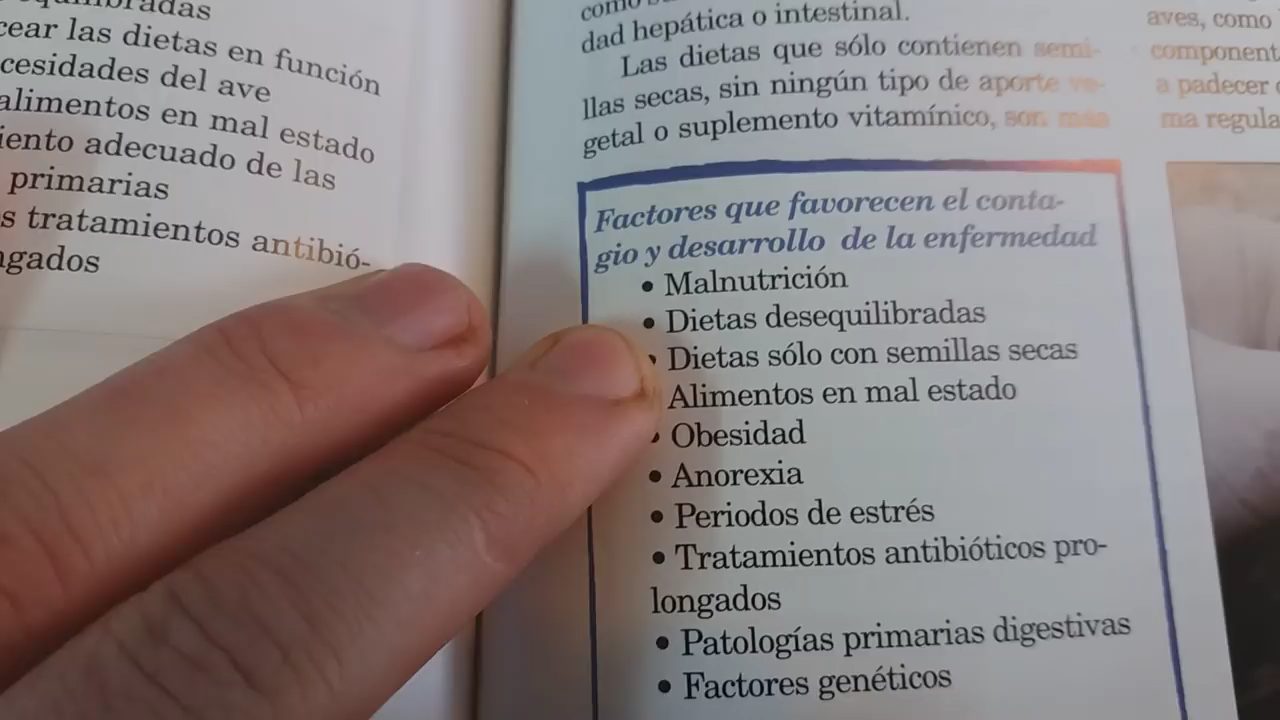 cear las dietas en función
cesidades del ave
alimentos en mal estado
iento adecuado de las
primarias
s tratamientos antibió-
ngados
como
dad hepática o intestinal.
Las dietas que sólo contienen semi-
llas secas, sin ningún tipo de aporte ve-
getal o suplemento vitamínico, son más
Factores que favorecen el conta-
gio y desarrollo de la enfermedad
• Malnutrición
• Dietas desequilibradas
• Dietas sólo con semillas secas
Alimentos en mal estado
• Obesidad
• Anorexia
• Periodos de estrés
• Tratamientos antibióticos pro-
longados
• Patologías primarias digestivas
• Factores genéticos
aves, como
component
a padecer
ma regula